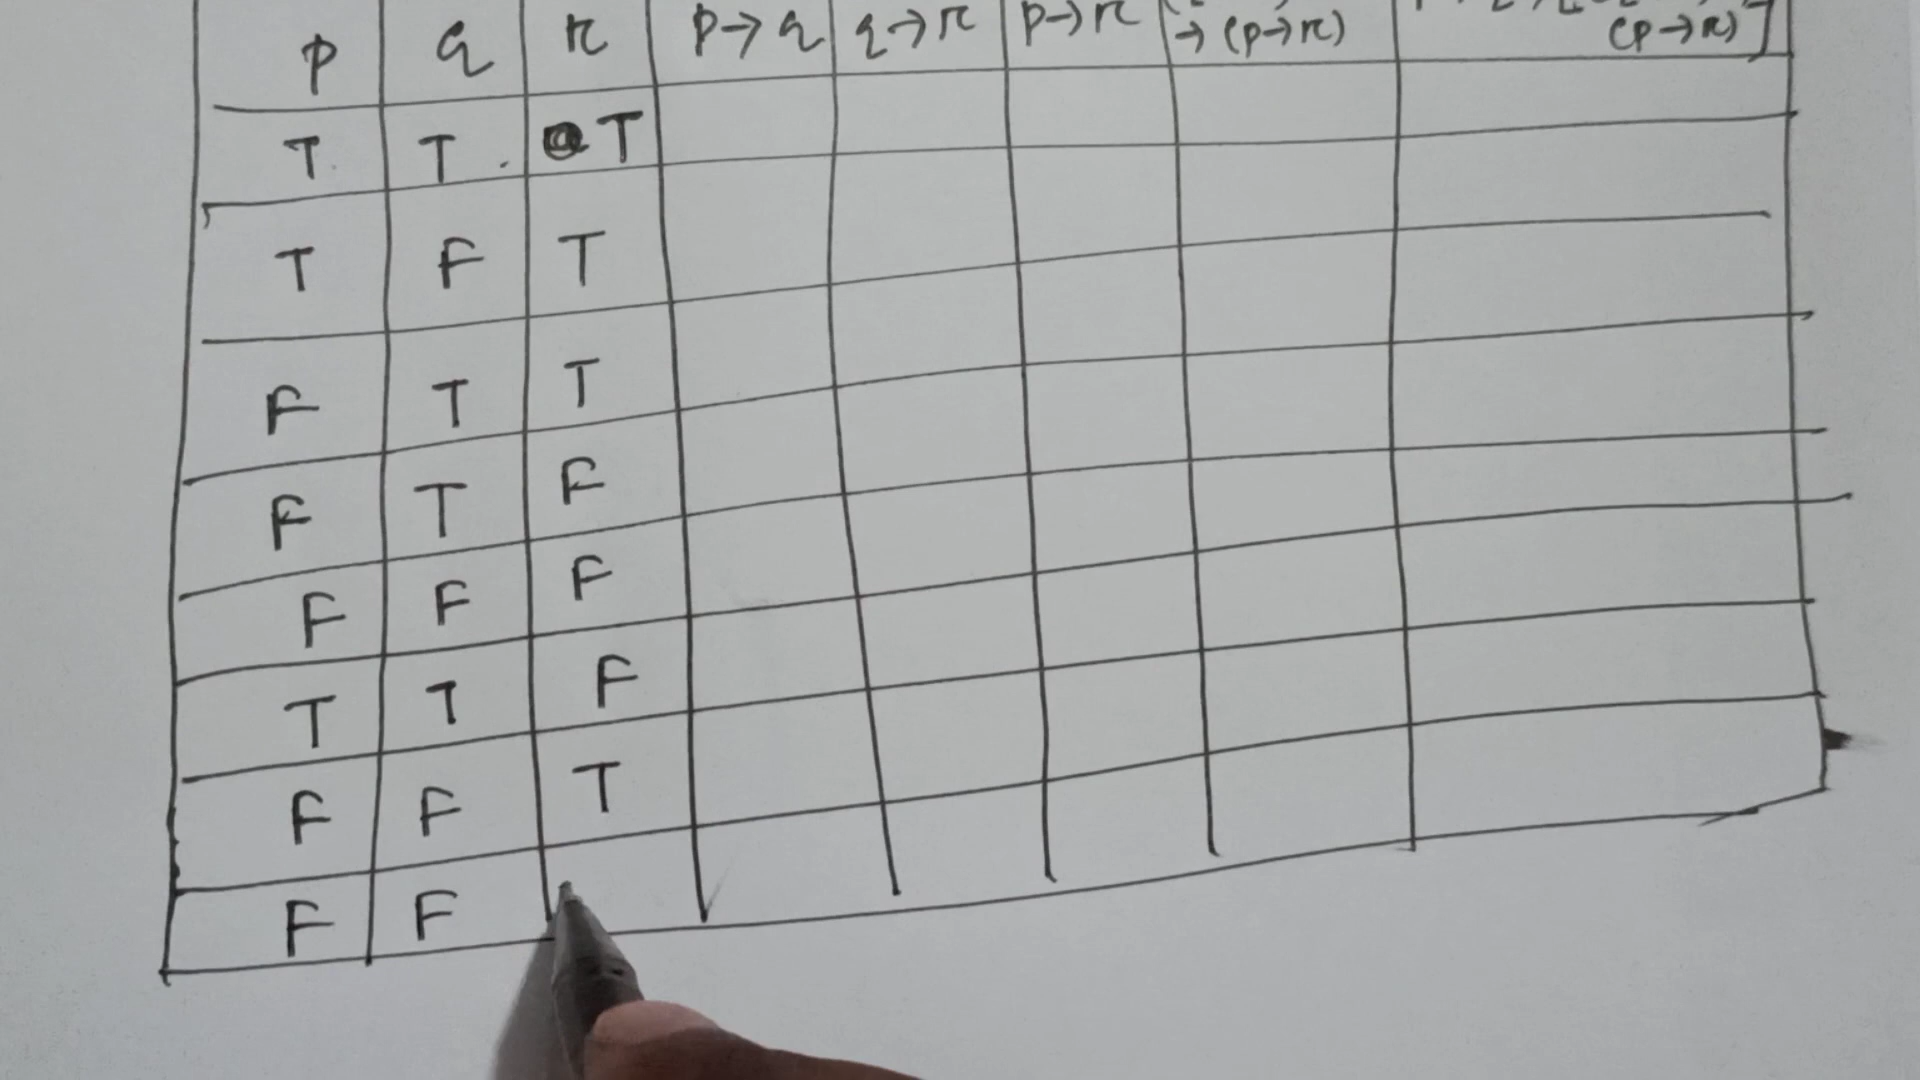 p q r p→q q→r p→r → (p→r) (p→r)]
T T T
T F T
F T T
F T F
F F F
T T F
F F T
F F